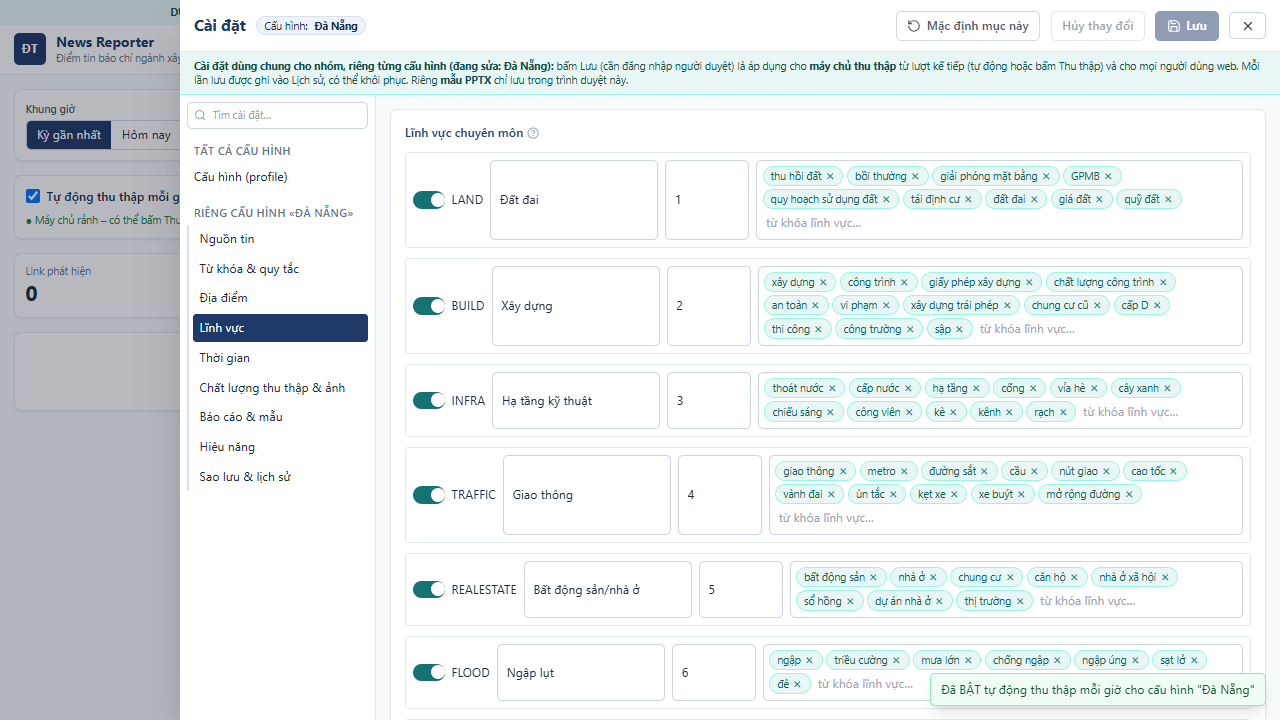 DỤ
ĐT
News Reporter
Điểm tin báo chí ngành xây
Khung giờ
Kỳ gần nhất
Hôm nay
Tự động thu thập mỗi g
● Máy chủ rảnh – có thể bấm Thu
Link phát hiện
0
Cài đặt
Cấu hình: Đà Nẵng
Mặc định mục này
Hủy thay đổi
Lưu
Cài đặt dùng chung cho nhóm, riêng từng cấu hình (đang sửa: Đà Nẵng): bấm Lưu (cần đăng nhập người duyệt) là áp dụng cho máy chủ thu thập từ lượt kế tiếp (tự động hoặc bấm Thu thập) và cho mọi người dùng web. Mỗi
lần lưu được ghi vào Lịch sử, có thể khôi phục. Riêng mẫu PPTX chỉ lưu trong trình duyệt này.
Tìm cài đặt...
TẤT CẢ CẤU HÌNH
Cấu hình (profile)
RIÊNG CẤU HÌNH «ĐÀ NẴNG»
Nguồn tin
Từ khóa & quy tắc
Địa điểm
Lĩnh vực
Thời gian
Chất lượng thu thập & ảnh
Báo cáo & mẫu
Hiệu năng
Sao lưu & lịch sử
Lĩnh vực chuyên môn ?
LAND Đất đai 1
thu hồi đất × bồi thường × giải phóng mặt bằng × GPMB ×
quy hoạch sử dụng đất × tái định cư × đất đai × giá đất × quỹ đất ×
từ khóa lĩnh vực...
BUILD Xây dựng 2
xây dựng × công trình × giấy phép xây dựng × chất lượng công trình ×
an toàn × vi phạm × xây dựng trái phép × chung cư cũ × cấp D ×
thi công × công trường × sập × từ khóa lĩnh vực...
INFRA Hạ tầng kỹ thuật 3
thoát nước × cấp nước × hạ tầng × cống × vỉa hè × cây xanh ×
chiếu sáng × công viên × kè × kênh × rạch × từ khóa lĩnh vực...
TRAFFIC Giao thông 4
giao thông × metro × đường sắt × cầu × nút giao × cao tốc ×
vành đai × ùn tắc × kẹt xe × xe buýt × mở rộng đường ×
từ khóa lĩnh vực...
REALESTATE Bất động sản/nhà ở 5
bất động sản × nhà ở × chung cư × căn hộ × nhà ở xã hội ×
sổ hồng × dự án nhà ở × thị trường × từ khóa lĩnh vực...
FLOOD Ngập lụt 6
ngập × triều cường × mưa lớn × chống ngập × ngập úng × sạt lở ×
đê × từ khóa lĩnh vực...
Đã BẬT tự động thu thập mỗi giờ cho cấu hình "Đà Nẵng"